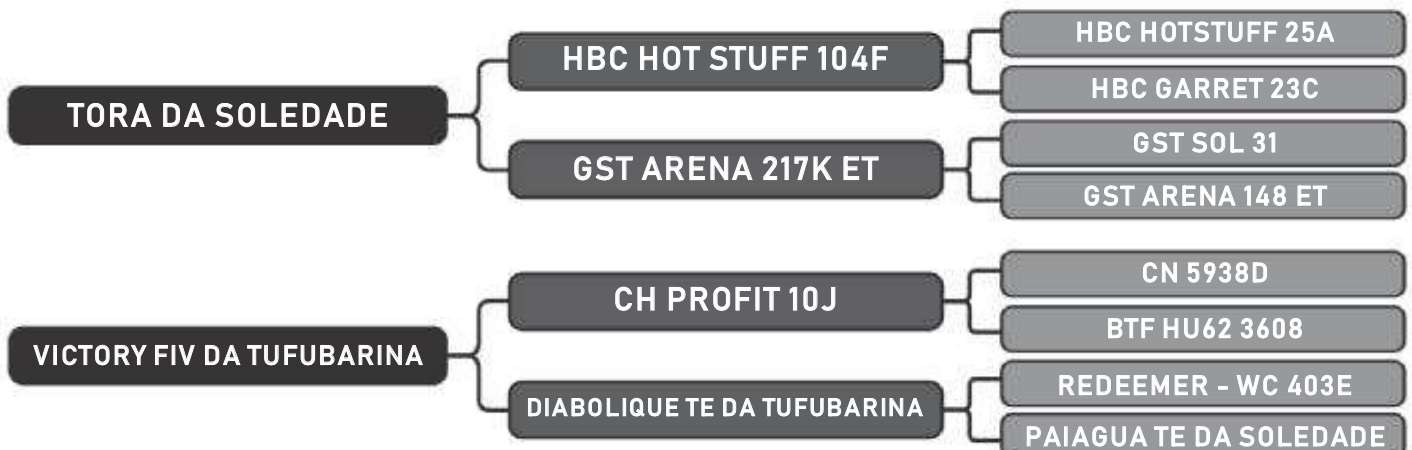 TORA DA SOLEDADE
HBC HOT STUFF 104F
HBC HOTSTUFF 25A
HBC GARRET 23C
GST ARENA 217K ET
GST SOL 31
GST ARENA 148 ET
VICTORY FIV DA TUFUBARINA
CH PROFIT 10J
CN 5938D
BTF HU62 3608
DIABOLIQUE TE DA TUFUBARINA
REDEEMER - WC 403E
PAIAGUA TE DA SOLEDADE